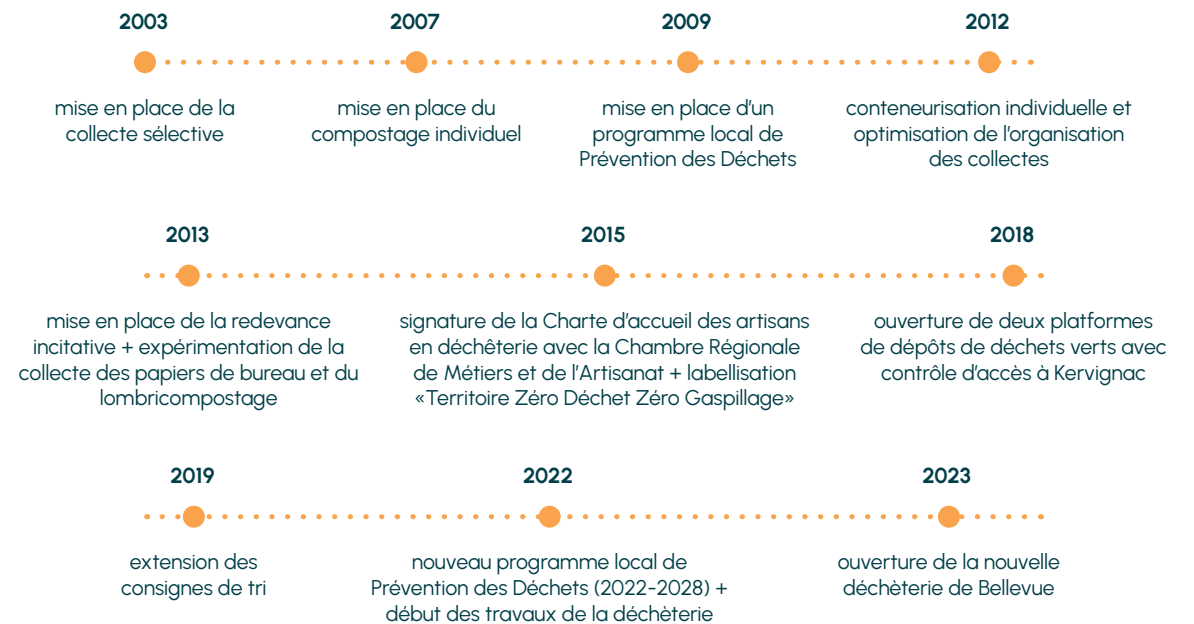 2003
mise en place de la
collecte sélective
2007
mise en place du
compostage individuel
2009
mise en place d'un
programme local de
Prévention des Déchets
2012
conteneurisation individuelle et
optimisation de l'organisation
des collectes
2013
mise en place de la redevance
incitative + expérimentation de la
collecte des papiers de bureau et du
lombricompostage
2015
signature de la Charte d'accueil des artisans
en déchêterie avec la Chambre Régionale
de Métiers et de l'Artisanat + labellisation
«Territoire Zéro Déchet Zéro Gaspillage»
2018
ouverture de deux platformes
de dépôts de déchets verts avec
contrôle d'accès à Kervignac
2019
extension des
consignes de tri
2022
nouveau programme local de
Prévention des Déchets (2022-2028) +
début des travaux de la déchèterie
2023
ouverture de la nouvelle
déchèterie de Bellevue